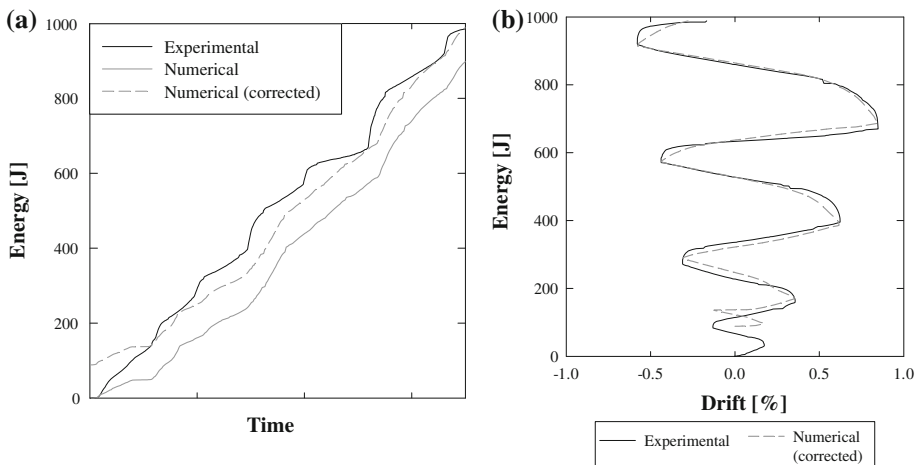 (a)
1000
800
600
400
200
0
Energy [J]
Time
Experimental
Numerical
Numerical (corrected)
(b)
1000
800
600
400
200
0
Energy [J]
-1.0 -0.5 0.0 0.5 1.0
Drift [%]
Experimental
Numerical
(corrected)